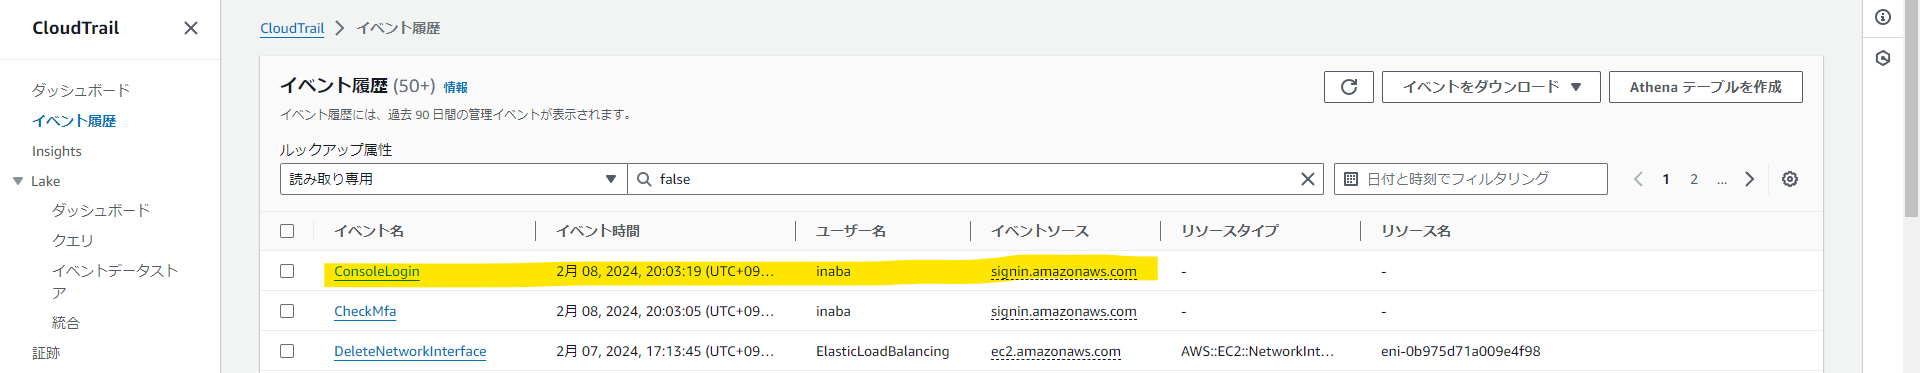 CloudTrail
ダッシュボード
イベント履歴
Insights
Lake
ダッシュボード
クエリ
イベントデータスト
ア
統合
証跡
CloudTrail > イベント履歴
イベント履歴 (50+) 情報
イベント履歴には、過去 90 日間の管理イベントが表示されます。
イベントをダウンロード
Athena テーブルを作成
ルックアップ属性
読み取り専用
false
日付と時刻でフィルタリング
1 2 ...
イベント名 イベント時間 ユーザー名 イベントソース リソースタイプ リソース名
ConsoleLogin 2月 08, 2024, 20:03:19 (UTC+09... inaba signin.amazonaws.com - -
CheckMfa 2月 08, 2024, 20:03:05 (UTC+09... inaba signin.amazonaws.com - -
DeleteNetworkInterface 2月 07, 2024, 17:13:45 (UTC+09... ElasticLoadBalancing ec2.amazonaws.com AWS::EC2::NetworkInt... eni-0b975d71a009e4f98